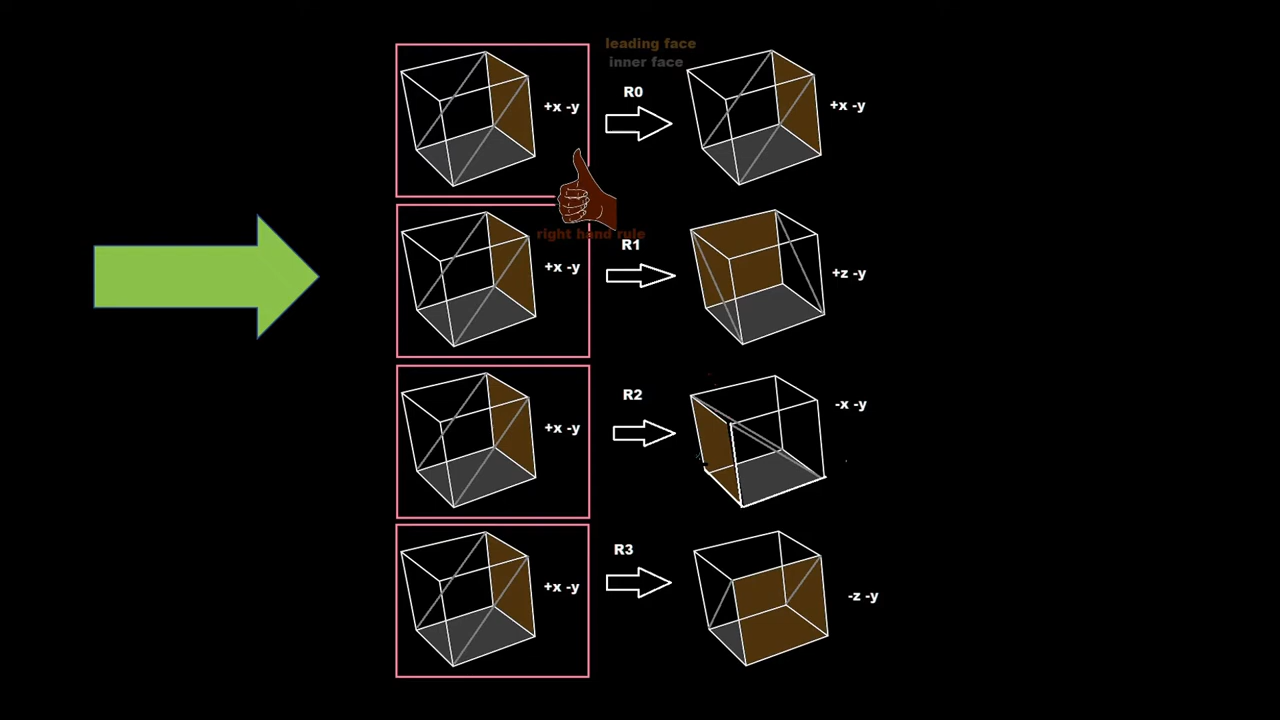 leading face
inner face
+x -y
R0
+x -y
right hand rule
+x -y
R1
+z -y
+x -y
R2
-x -y
+x -y
R3
-z -y